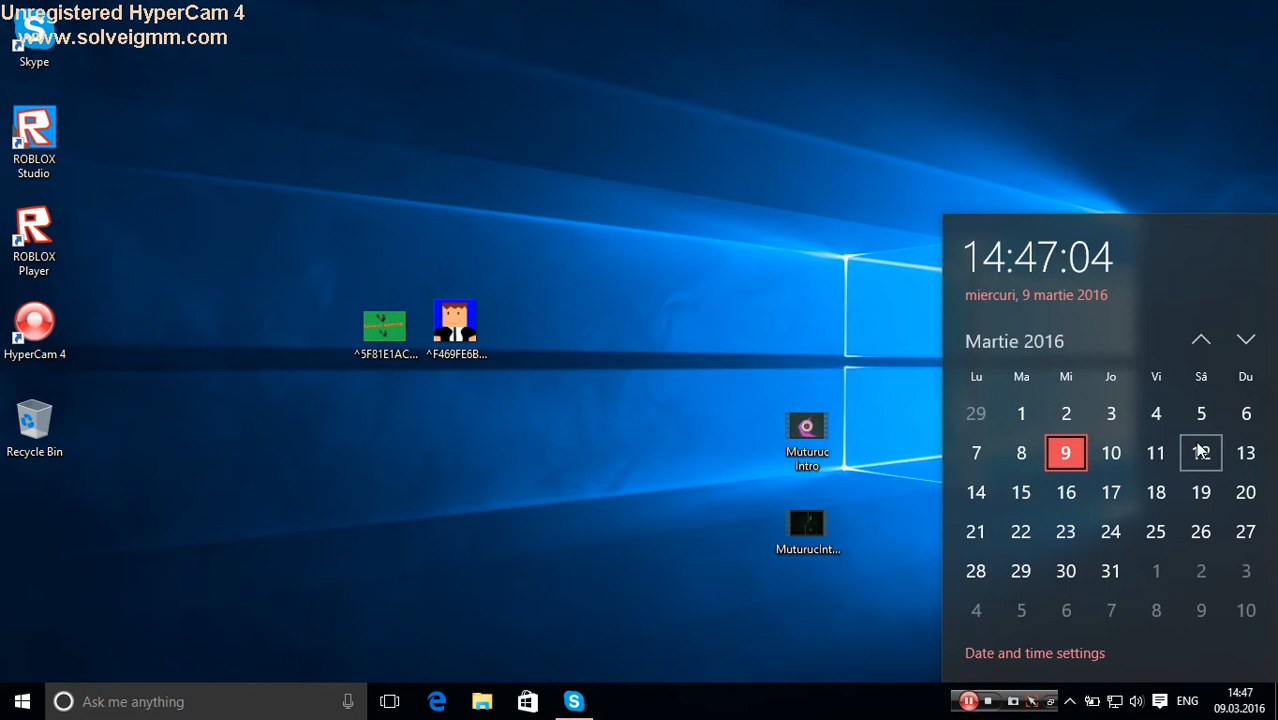 Unregistered HyperCam 4
www.solveigmm.com
Skype
ROBLOX
Studio
ROBLOX
Player
HyperCam 4
Recycle Bin
^5F81E1AC...
^F469FE6B...
Muturuc
Intro
MuturucInt...
14:47:04
miercuri, 9 martie 2016
Martie 2016
Lu Ma Mi Jo Vi Sâ Du
29 1 2 3 4 5 6
7 8 9 10 11 12 13
14 15 16 17 18 19 20
21 22 23 24 25 26 27
28 29 30 31 1 2 3
4 5 6 7 8 9 10
Date and time settings
Ask me anything
ENG
14:47
09.03.2016